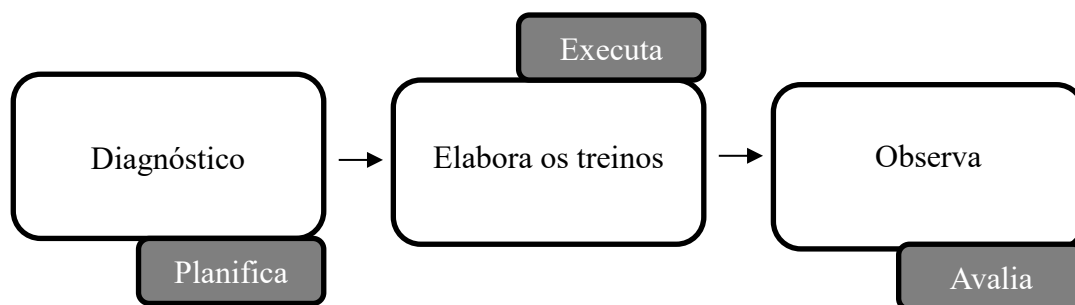 Executa
Diagnóstico
Elabora os treinos
Observa
Planifica
Avalia